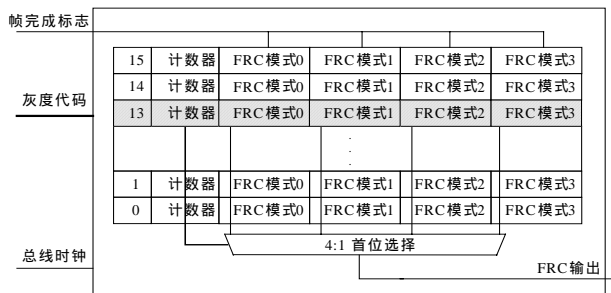 帧完成标志
15 计数器 FRC模式0 FRC模式1 FRC模式2 FRC模式3
14 计数器 FRC模式0 FRC模式1 FRC模式2 FRC模式3
灰度代码
13 计数器 FRC模式0 FRC模式1 FRC模式2 FRC模式3
1 计数器 FRC模式0 FRC模式1 FRC模式2 FRC模式3
0 计数器 FRC模式0 FRC模式1 FRC模式2 FRC模式3
4:1 首位选择
总线时钟
FRC输出